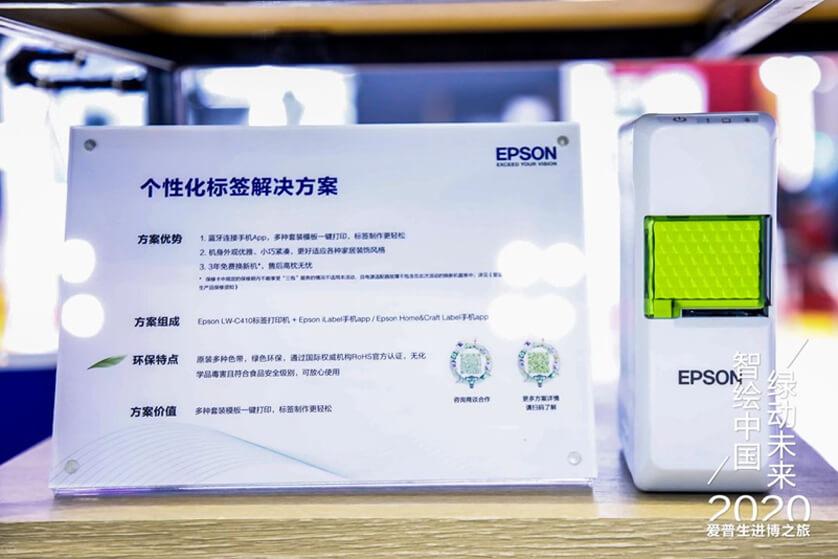 EPSON
EXCEED YOUR VISION
个性化标签解决方案
方案优势
1. 蓝牙连接手机App，多种套装模板一键打印，标签制作更轻松
2. 机身外观优雅、小巧紧凑，更好适应各种家居装饰风格
3. 3年免费换新机*，售后高枕无忧
方案组成
Epson LW-C410标签打印机 + Epson iLabel手机app / Epson Home&Craft Label手机app
环保特点
原装多种色带，绿色环保，通过国际权威机构RoHS官方认证，无化
学品毒害且符合食品安全级别，可放心使用
咨询商谈合作
更多方案详情
请扫码了解
方案价值
多种套装模板一键打印，标签制作更轻松
EPSON
智绘中国
绿动未来
2020
爱普生进博之旅